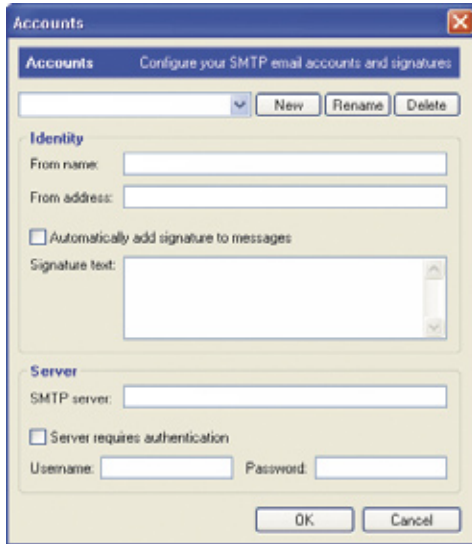 Accounts
Accounts Configure your SMTP email accounts and signatures
New Rename Delete
Identity
From name:
From address:
Automatically add signature to messages
Signature text:
Server
SMTP server:
Server requires authentication
Username: Password:
OK Cancel